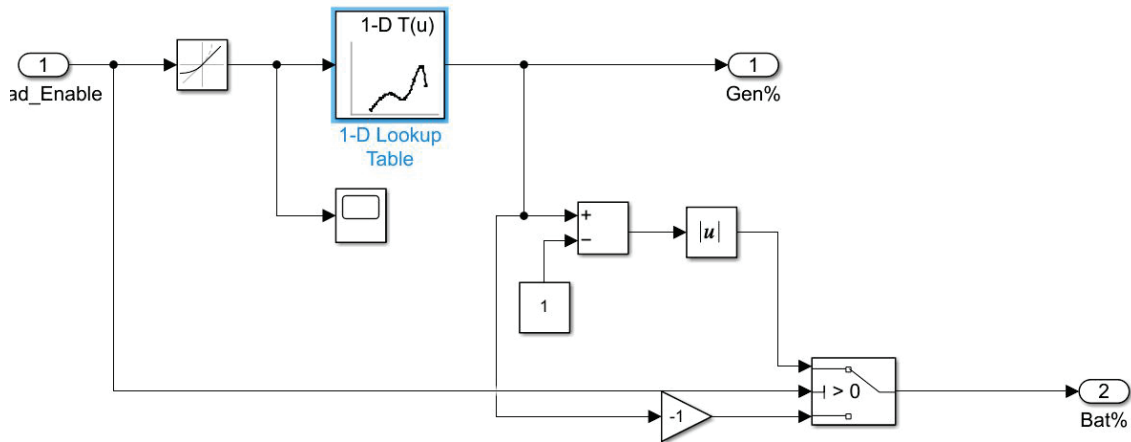 1-D T(u)
1
ad_Enable
1
Gen%
1-D Lookup
Table
+
−
|u|
1
> 0
2
Bat%
-1